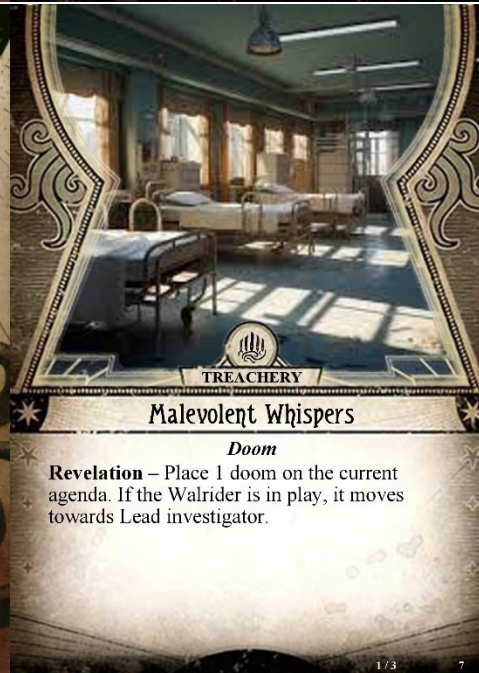 TREACHERY
Malevolent Whispers
Doom
Revelation – Place 1 doom on the current
agenda. If the Walrider is in play, it moves
towards Lead investigator.
1 / 3 7